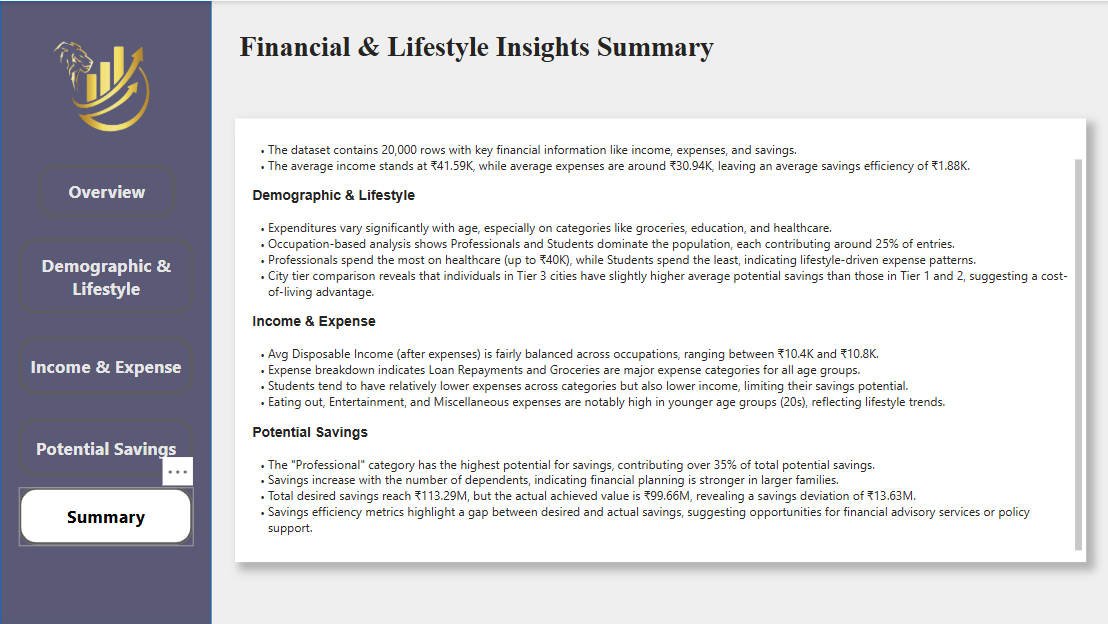 Financial & Lifestyle Insights Summary
Overview
Demographic &
Lifestyle
Income & Expense
Potential Savings
...
Summary
• The dataset contains 20,000 rows with key financial information like income, expenses, and savings.
• The average income stands at ₹41.59K, while average expenses are around ₹30.94K, leaving an average savings efficiency of ₹1.88K.
Demographic & Lifestyle
• Expenditures vary significantly with age, especially on categories like groceries, education, and healthcare.
• Occupation-based analysis shows Professionals and Students dominate the population, each contributing around 25% of entries.
• Professionals spend the most on healthcare (up to ₹40K), while Students spend the least, indicating lifestyle-driven expense patterns.
• City tier comparison reveals that individuals in Tier 3 cities have slightly higher average potential savings than those in Tier 1 and 2, suggesting a cost-
of-living advantage.
Income & Expense
• Avg Disposable Income (after expenses) is fairly balanced across occupations, ranging between ₹10.4K and ₹10.8K.
• Expense breakdown indicates Loan Repayments and Groceries are major expense categories for all age groups.
• Students tend to have relatively lower expenses across categories but also lower income, limiting their savings potential.
• Eating out, Entertainment, and Miscellaneous expenses are notably high in younger age groups (20s), reflecting lifestyle trends.
Potential Savings
• The "Professional" category has the highest potential for savings, contributing over 35% of total potential savings.
• Savings increase with the number of dependents, indicating financial planning is stronger in larger families.
• Total desired savings reach ₹113.29M, but the actual achieved value is ₹99.66M, revealing a savings deviation of ₹13.63M.
• Savings efficiency metrics highlight a gap between desired and actual savings, suggesting opportunities for financial advisory services or policy
support.